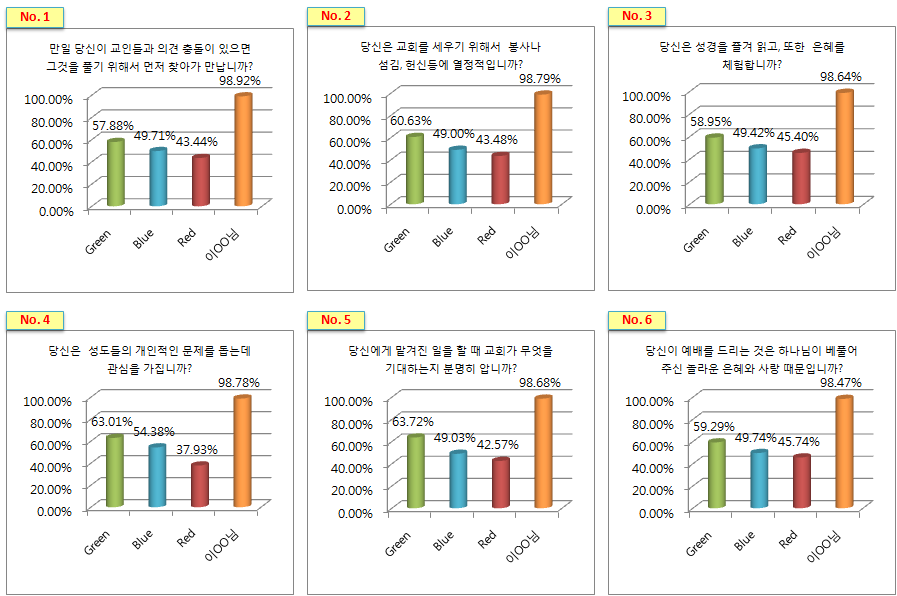 No. 1
만일 당신이 교인들과 의견 충돌이 있으면
그것을 풀기 위해서 먼저 찾아가 만납니까?
98.92%
100.00%
80.00%
60.00%
40.00%
20.00%
0.00%
57.88%
49.71%
43.44%
Green
Blue
Red
이OO님
No. 2
당신은 교회를 세우기 위해서 봉사나
섬김, 헌신등에 열정적입니까?
98.79%
100.00%
80.00%
60.00%
40.00%
20.00%
0.00%
60.63%
49.00%
43.48%
Green
Blue
Red
이OO님
No. 3
당신은 성경을 즐겨 읽고, 또한 은혜를
체험합니까?
98.64%
100.00%
80.00%
60.00%
40.00%
20.00%
0.00%
58.95%
49.42%
45.40%
Green
Blue
Red
이OO님
No. 4
당신은 성도들의 개인적인 문제를 돕는데
관심을 가집니까?
98.78%
100.00%
80.00%
60.00%
40.00%
20.00%
0.00%
63.01%
54.38%
37.93%
Green
Blue
Red
이OO님
No. 5
당신에게 맡겨진 일을 할 때 교회가 무엇을
기대하는지 분명히 압니까?
98.68%
100.00%
80.00%
60.00%
40.00%
20.00%
0.00%
63.72%
49.03%
42.57%
Green
Blue
Red
이OO님
No. 6
당신이 예배를 드리는 것은 하나님이 베풀어
주신 놀라운 은혜와 사랑 때문입니까?
98.47%
100.00%
80.00%
60.00%
40.00%
20.00%
0.00%
59.29%
49.74%
45.74%
Green
Blue
Red
이OO님